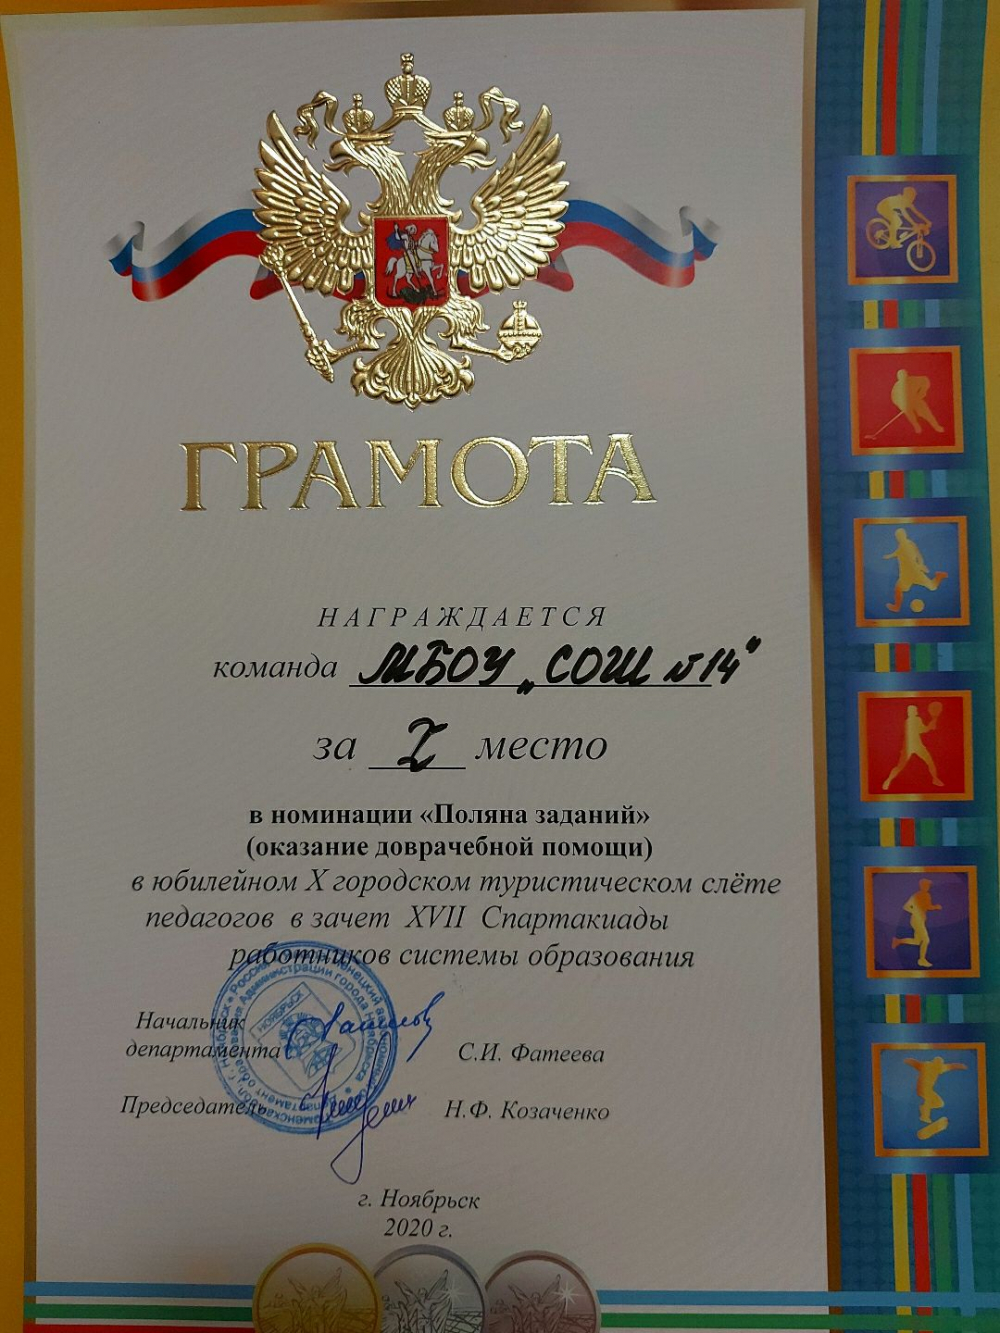 ГРАМОТА
НАГРАЖДАЕТСЯ
команда МБОУ „СОШ №14"
за место
в номинации «Поляна заданий»
(оказание доврачебной помощи)
в юбилейном X городском туристическом слёте
педагогов в зачет XVII Спартакиады
работников системы образования
Начальник
департамента С.И. Фатеева
Председатель Н.Ф. Козаченко
НОЯБРЬСК
г. Ноябрьск
2020 г.